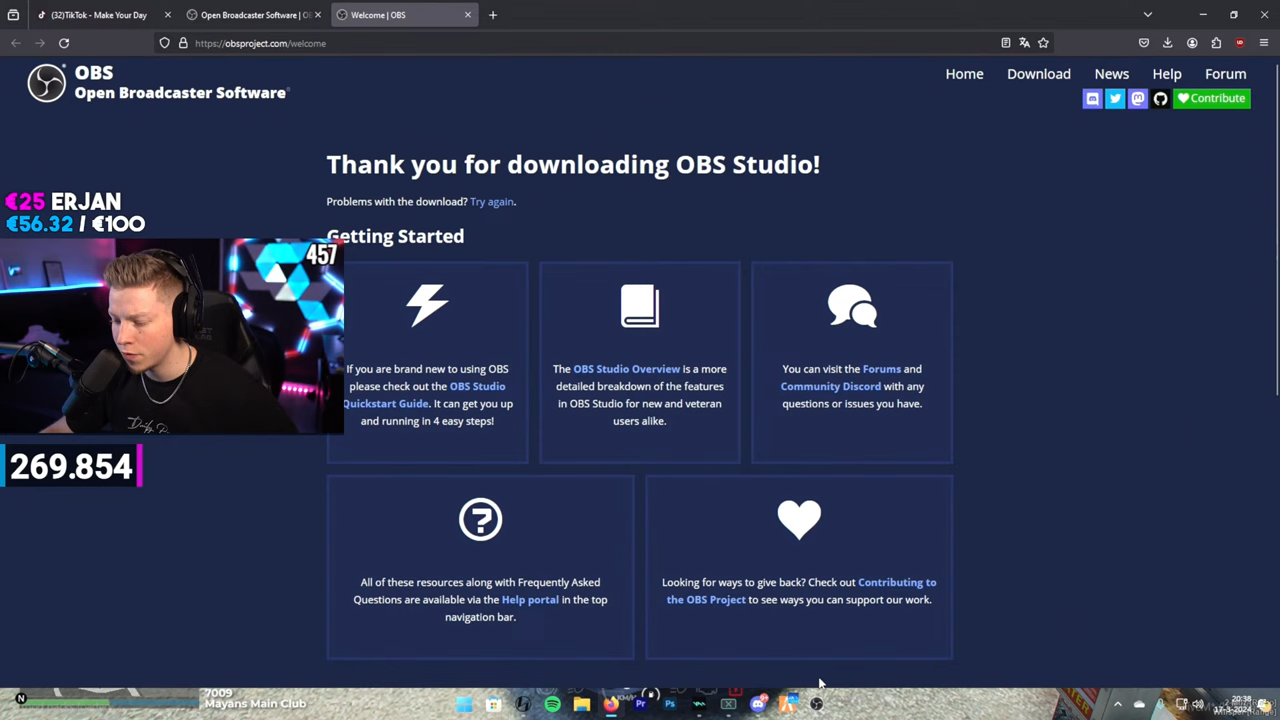 (32)TikTok - Make Your Day
Open Broadcaster Software | O
Welcome | OBS
https://obsproject.com/welcome
OBS
Open Broadcaster Software
Home
Download
News
Help
Forum
Contribute
Thank you for downloading OBS Studio!
Problems with the download? Try again.
€25 ERJAN
€56.32 / €100
Getting Started
457
If you are brand new to using OBS
please check out the OBS Studio
Quickstart Guide. It can get you up
and running in 4 easy steps!
The OBS Studio Overview is a more
detailed breakdown of the features
in OBS Studio for new and veteran
users alike.
You can visit the Forums and
Community Discord with any
questions or issues you have.
269.854
All of these resources along with Frequently Asked
Questions are available via the Help portal in the top
navigation bar.
Looking for ways to give back? Check out Contributing to
the OBS Project to see ways you can support our work.
N
7009
Mayans Main Club
Pr
Ps
20:38
17-3-2024